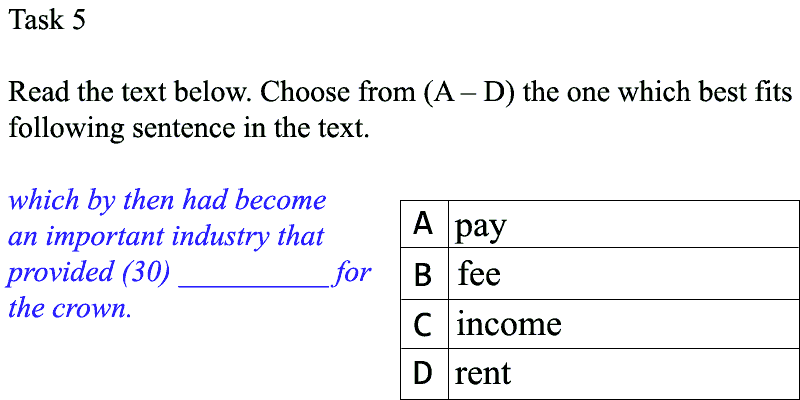 Task 5
Read the text below. Choose from (A – D) the one which best fits
following sentence in the text.
which by then had become
an important industry that
provided (30) __________ for
the crown.
A pay
B fee
C income
D rent